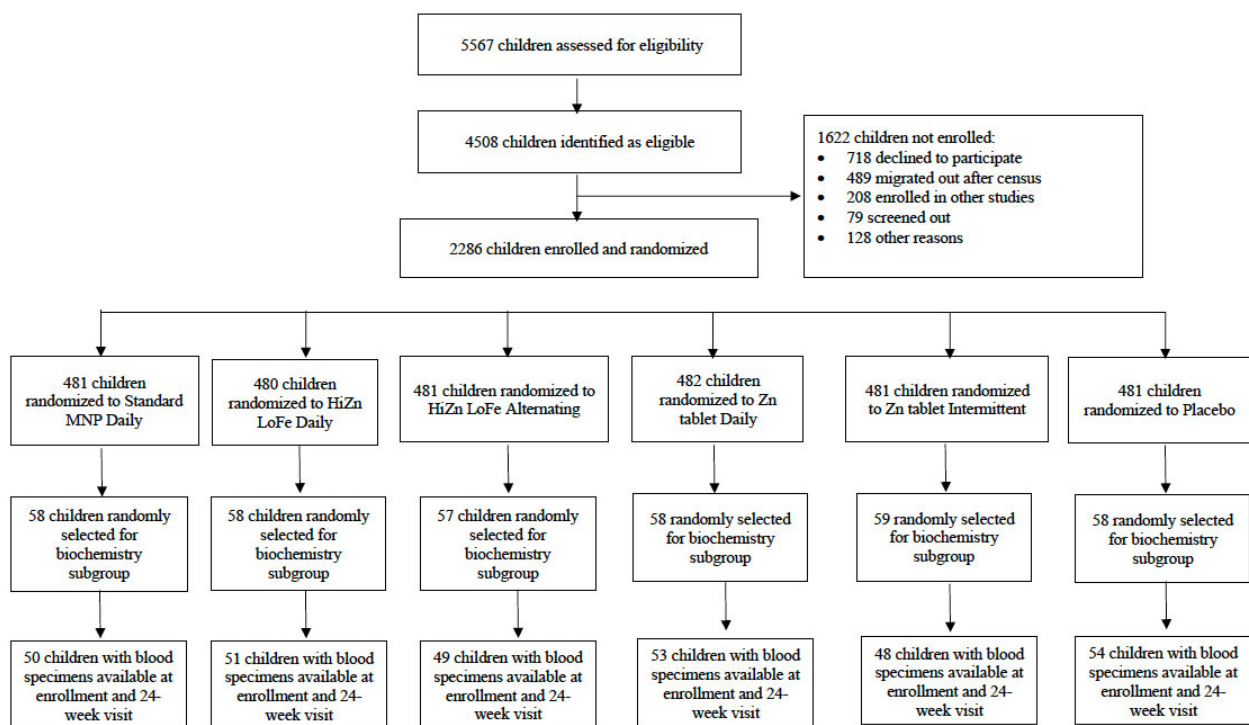 5567 children assessed for eligibility
4508 children identified as eligible
1622 children not enrolled:
• 718 declined to participate
• 489 migrated out after census
• 208 enrolled in other studies
• 79 screened out
• 128 other reasons
2286 children enrolled and randomized
481 children
randomized to Standard
MNP Daily
480 children
randomized to HiZn
LoFe Daily
481 children randomized to
HiZn LoFe Alternating
482 children
randomized to Zn
tablet Daily
481 children randomized
to Zn tablet Intermittent
481 children
randomized to Placebo
58 children randomly
selected for
biochemistry
subgroup
58 children randomly
selected for
biochemistry
subgroup
57 children randomly
selected for
biochemistry
subgroup
58 randomly selected
for biochemistry
subgroup
59 randomly selected
for biochemistry
subgroup
58 randomly selected
for biochemistry
subgroup
50 children with blood
specimens available at
enrollment and 24-
week visit
51 children with blood
specimens available at
enrollment and 24-
week visit
49 children with blood
specimens available at
enrollment and 24-
week visit
53 children with blood
specimens available at
enrollment and 24-
week visit
48 children with blood
specimens available at
enrollment and 24-
week visit
54 children with blood
specimens available at
enrollment and 24-
week visit